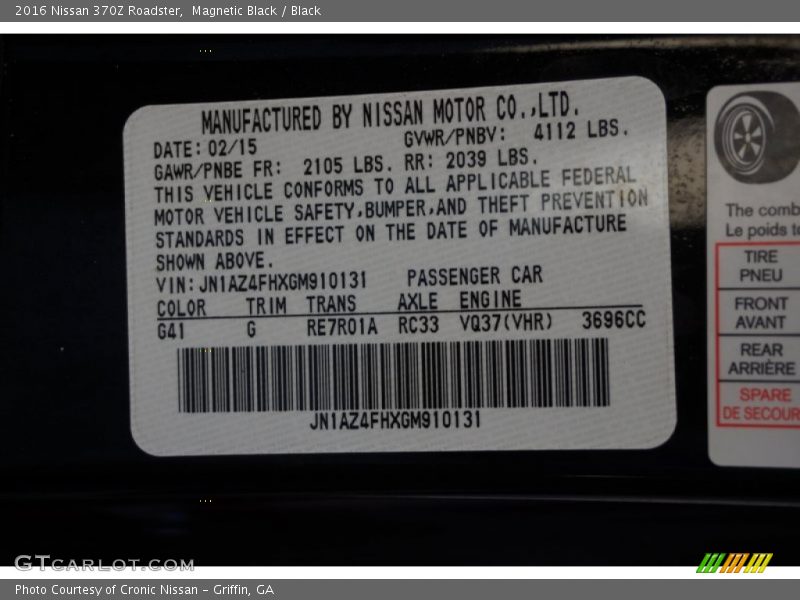 2016 Nissan 370Z Roadster, Magnetic Black / Black
MANUFACTURED BY NISSAN MOTOR CO.,LTD.
DATE: 02/15 GVWR/PNBV: 4112 LBS.
GAWR/PNBE FR: 2105 LBS. RR: 2039 LBS.
THIS VEHICLE CONFORMS TO ALL APPLICABLE FEDERAL
MOTOR VEHICLE SAFETY,BUMPER,AND THEFT PREVENTION
STANDARDS IN EFFECT ON THE DATE OF MANUFACTURE
SHOWN ABOVE.
VIN: JN1AZ4FHXGM910131 PASSENGER CAR
COLOR TRIM TRANS AXLE ENGINE
G41 G RE7R01A RC33 VQ37(VHR) 3696CC
JN1AZ4FHXGM910131
The comb
Le poids to
TIRE
PNEU
FRONT
AVANT
REAR
ARRIÈRE
SPARE
DE SECOUR
GTCARLOT.COM
Photo Courtesy of Cronic Nissan – Griffin, GA